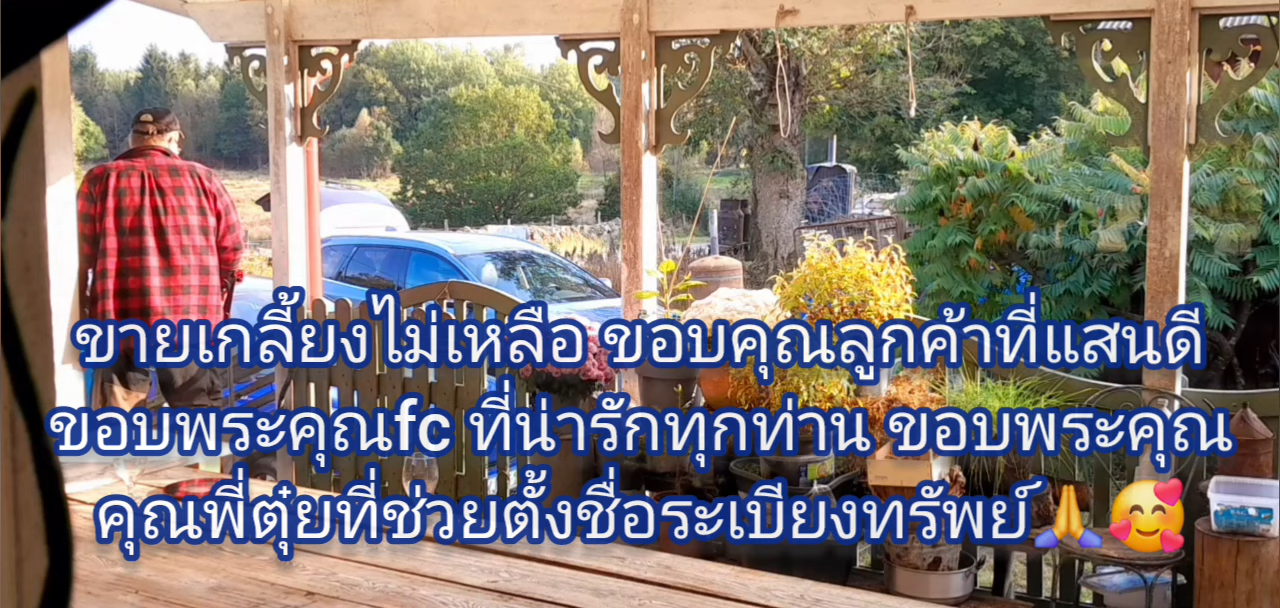 ขายเกลี้ยงไม่เหลือ ขอบคุณลูกค้าที่แสนดี
ขอบพระคุณfc ที่น่ารักทุกท่าน ขอบพระคุณ
คุณพี่ตุ๋ยที่ช่วยตั้งชื่อระเบียงทรัพย์🙏🥰